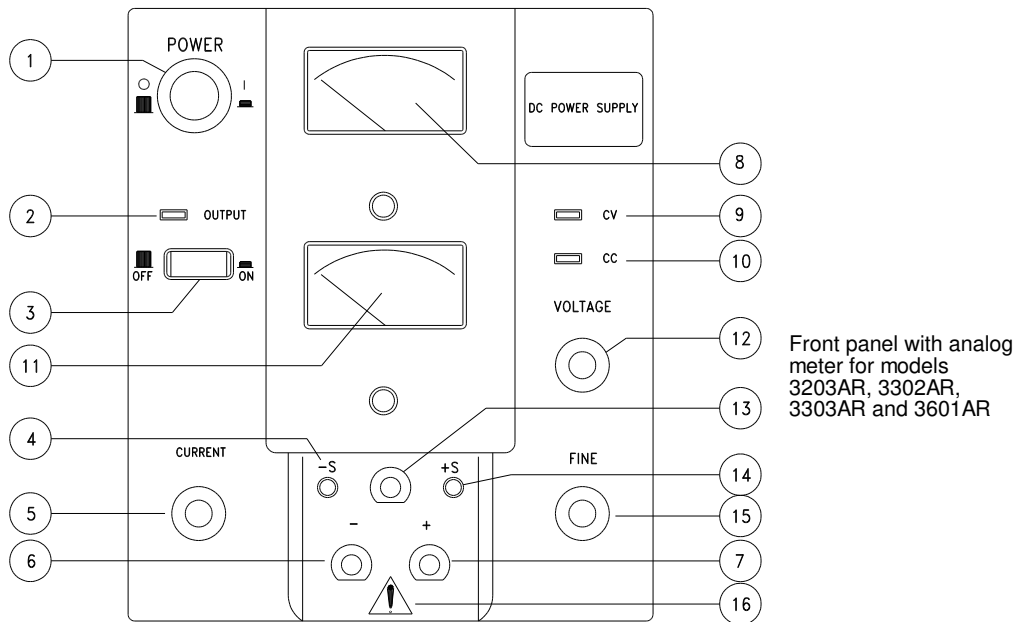 POWER
1
I
DC POWER SUPPLY
8
2
OUTPUT
CV
9
CC
10
OFF
ON
3
VOLTAGE
11
12
Front panel with analog
meter for models
3203AR, 3302AR,
3303AR and 3601AR
13
4
CURRENT
-S
+S
FINE
14
5
- +
15
6
7
!
16